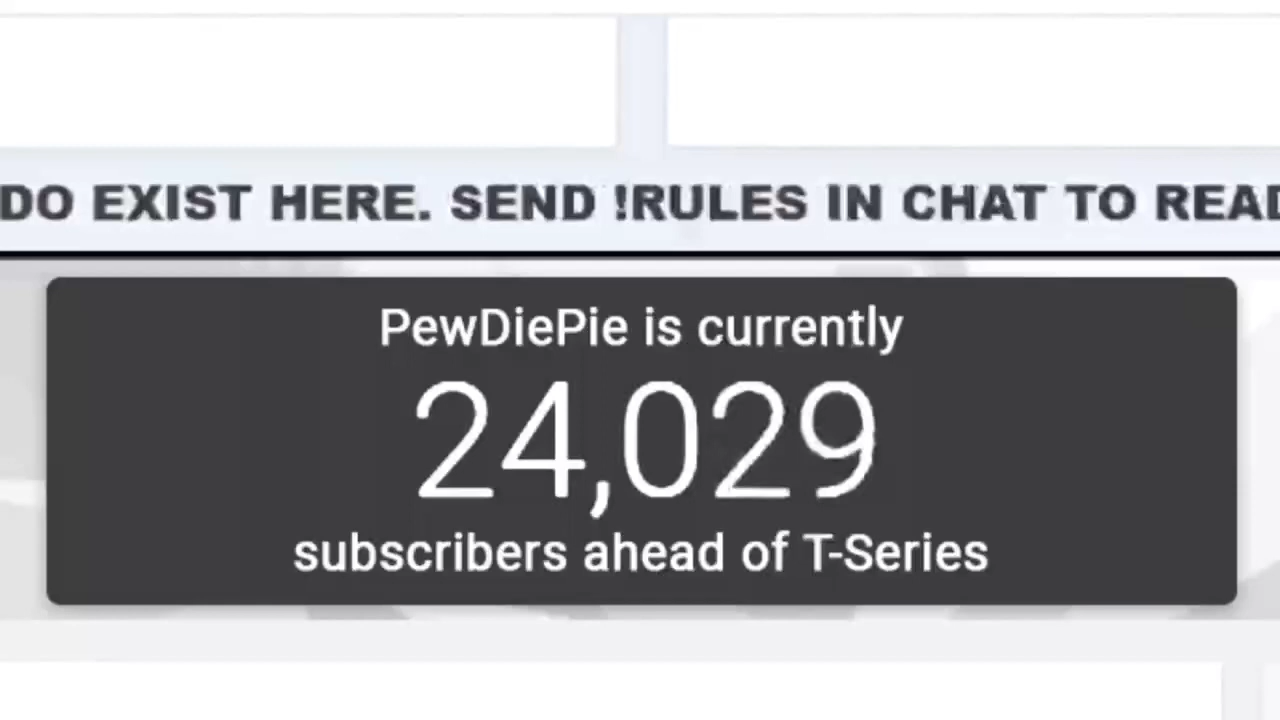 DO EXIST HERE. SEND !RULES IN CHAT TO READ
PewDiePie is currently
24,029
subscribers ahead of T-Series